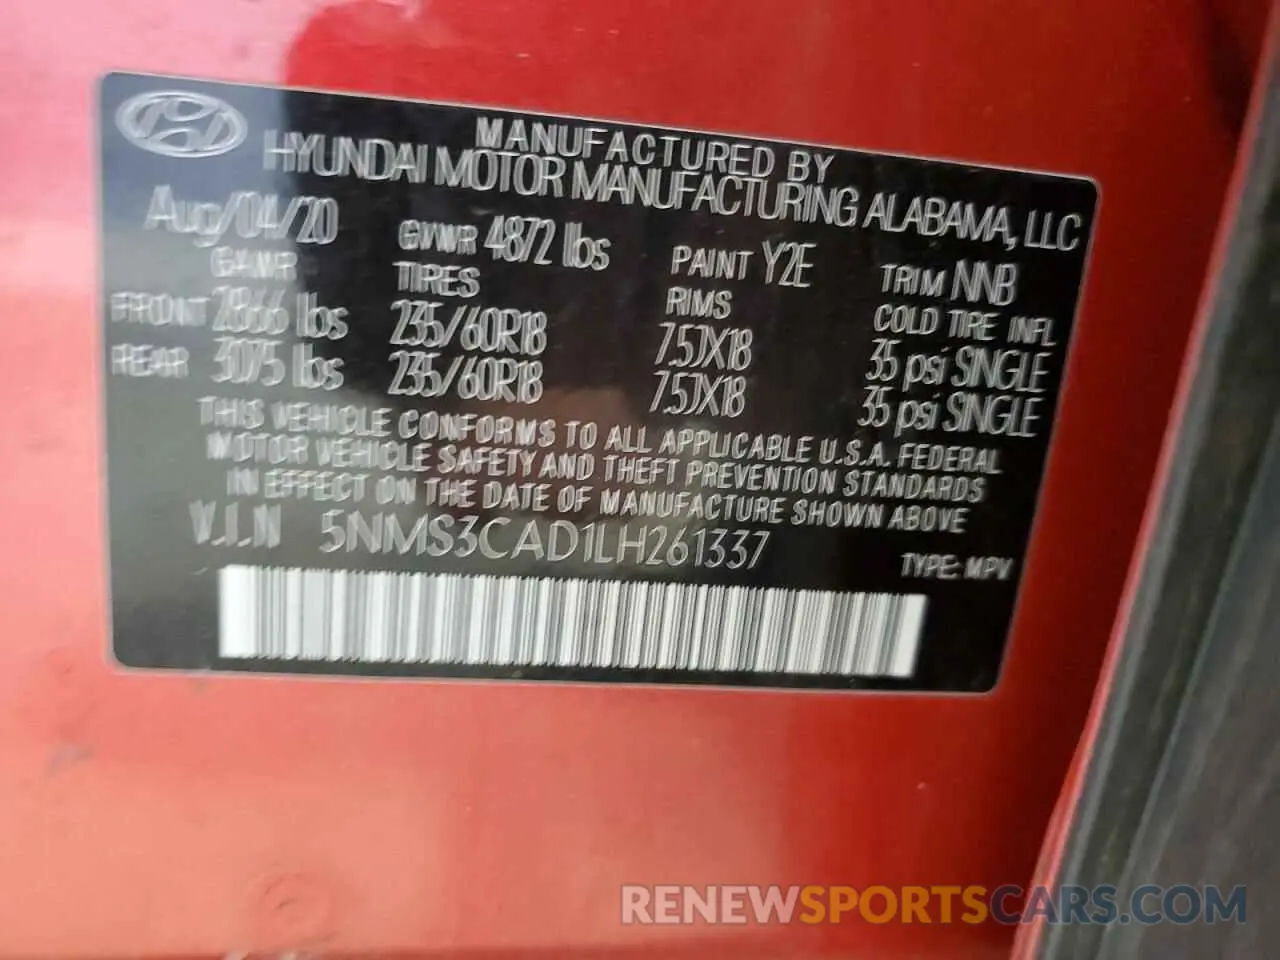 MANUFACTURED BY
HYUNDAI MOTOR MANUFACTURING ALABAMA, LLC
Aug/04/20 GVWR 4872 lbs PAINT Y2E TRIM NNB
GAWR TIRES RIMS COLD TIRE INFL
FRONT 2866 lbs 235/60R18 7.5JX18 35 psi SINGLE
REAR 3075 lbs 235/60R18 7.5JX18 35 psi SINGLE
THIS VEHICLE CONFORMS TO ALL APPLICABLE U.S.A. FEDERAL
MOTOR VEHICLE SAFETY AND THEFT PREVENTION STANDARDS
IN EFFECT ON THE DATE OF MANUFACTURE SHOWN ABOVE
V.I.N 5NMS3CAD1LH261337
TYPE: MPV
RENEWSPORTSCARS.COM